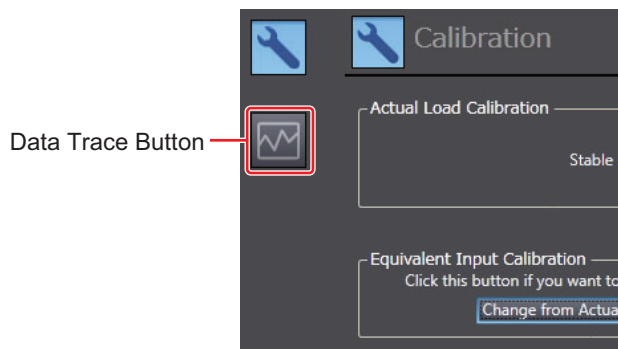 Calibration
Actual Load Calibration
Data Trace Button
Stable
Equivalent Input Calibration
Click this button if you want to
Change from Actua